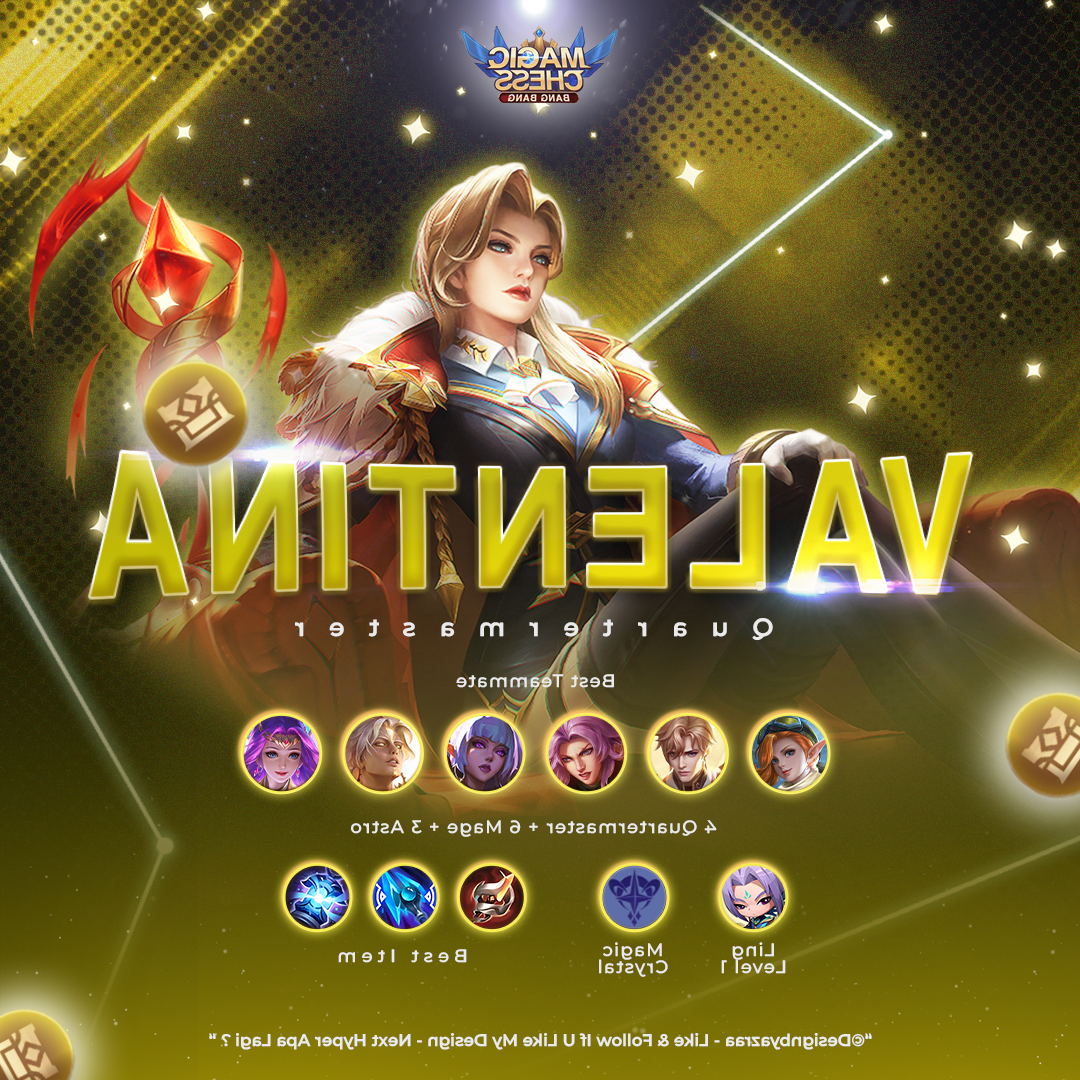 MAGIC
CHESS
BANG BANG
VALENTINA
Quartermaster
Best Teammate
4 Quartermaster + 6 Mage + 3 Astro
Ling
Level 1
Magic
Crystal
Best Item
“©Designbyazraa - Like & Follow If U Like My Design - Next Hyper Apa Lagi ? “